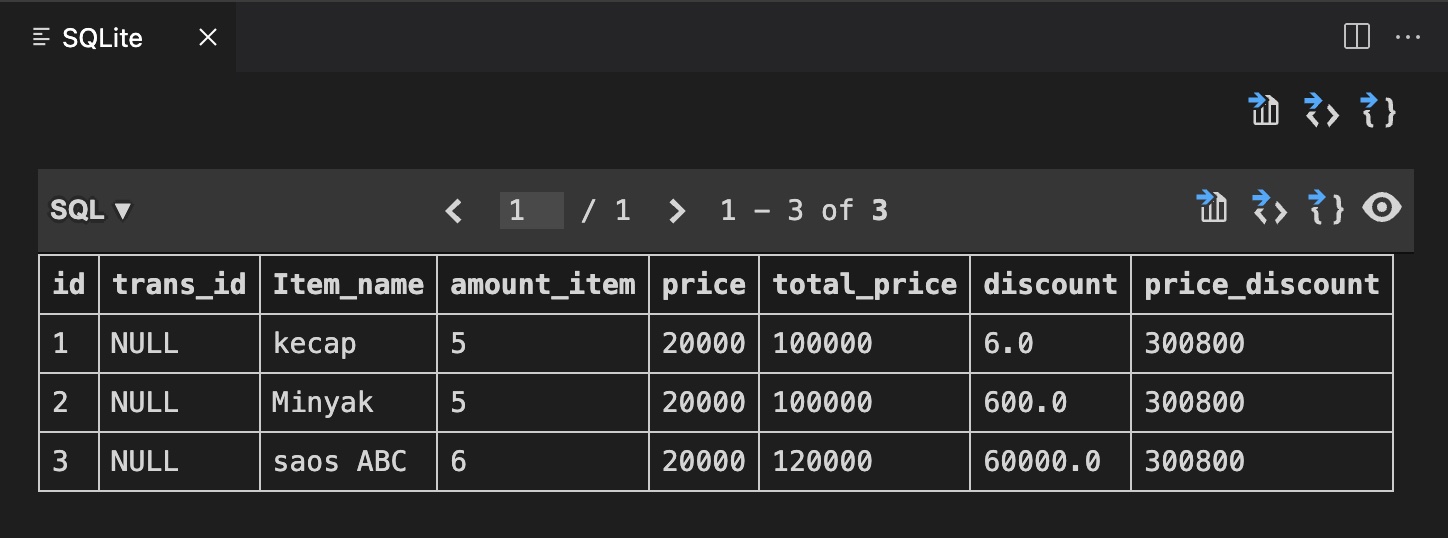 SQLite
SQL ▼ 1 / 1 1 – 3 of 3
id trans_id Item_name amount_item price total_price discount price_discount
1 NULL kecap 5 20000 100000 6.0 300800
2 NULL Minyak 5 20000 100000 600.0 300800
3 NULL saos ABC 6 20000 120000 60000.0 300800